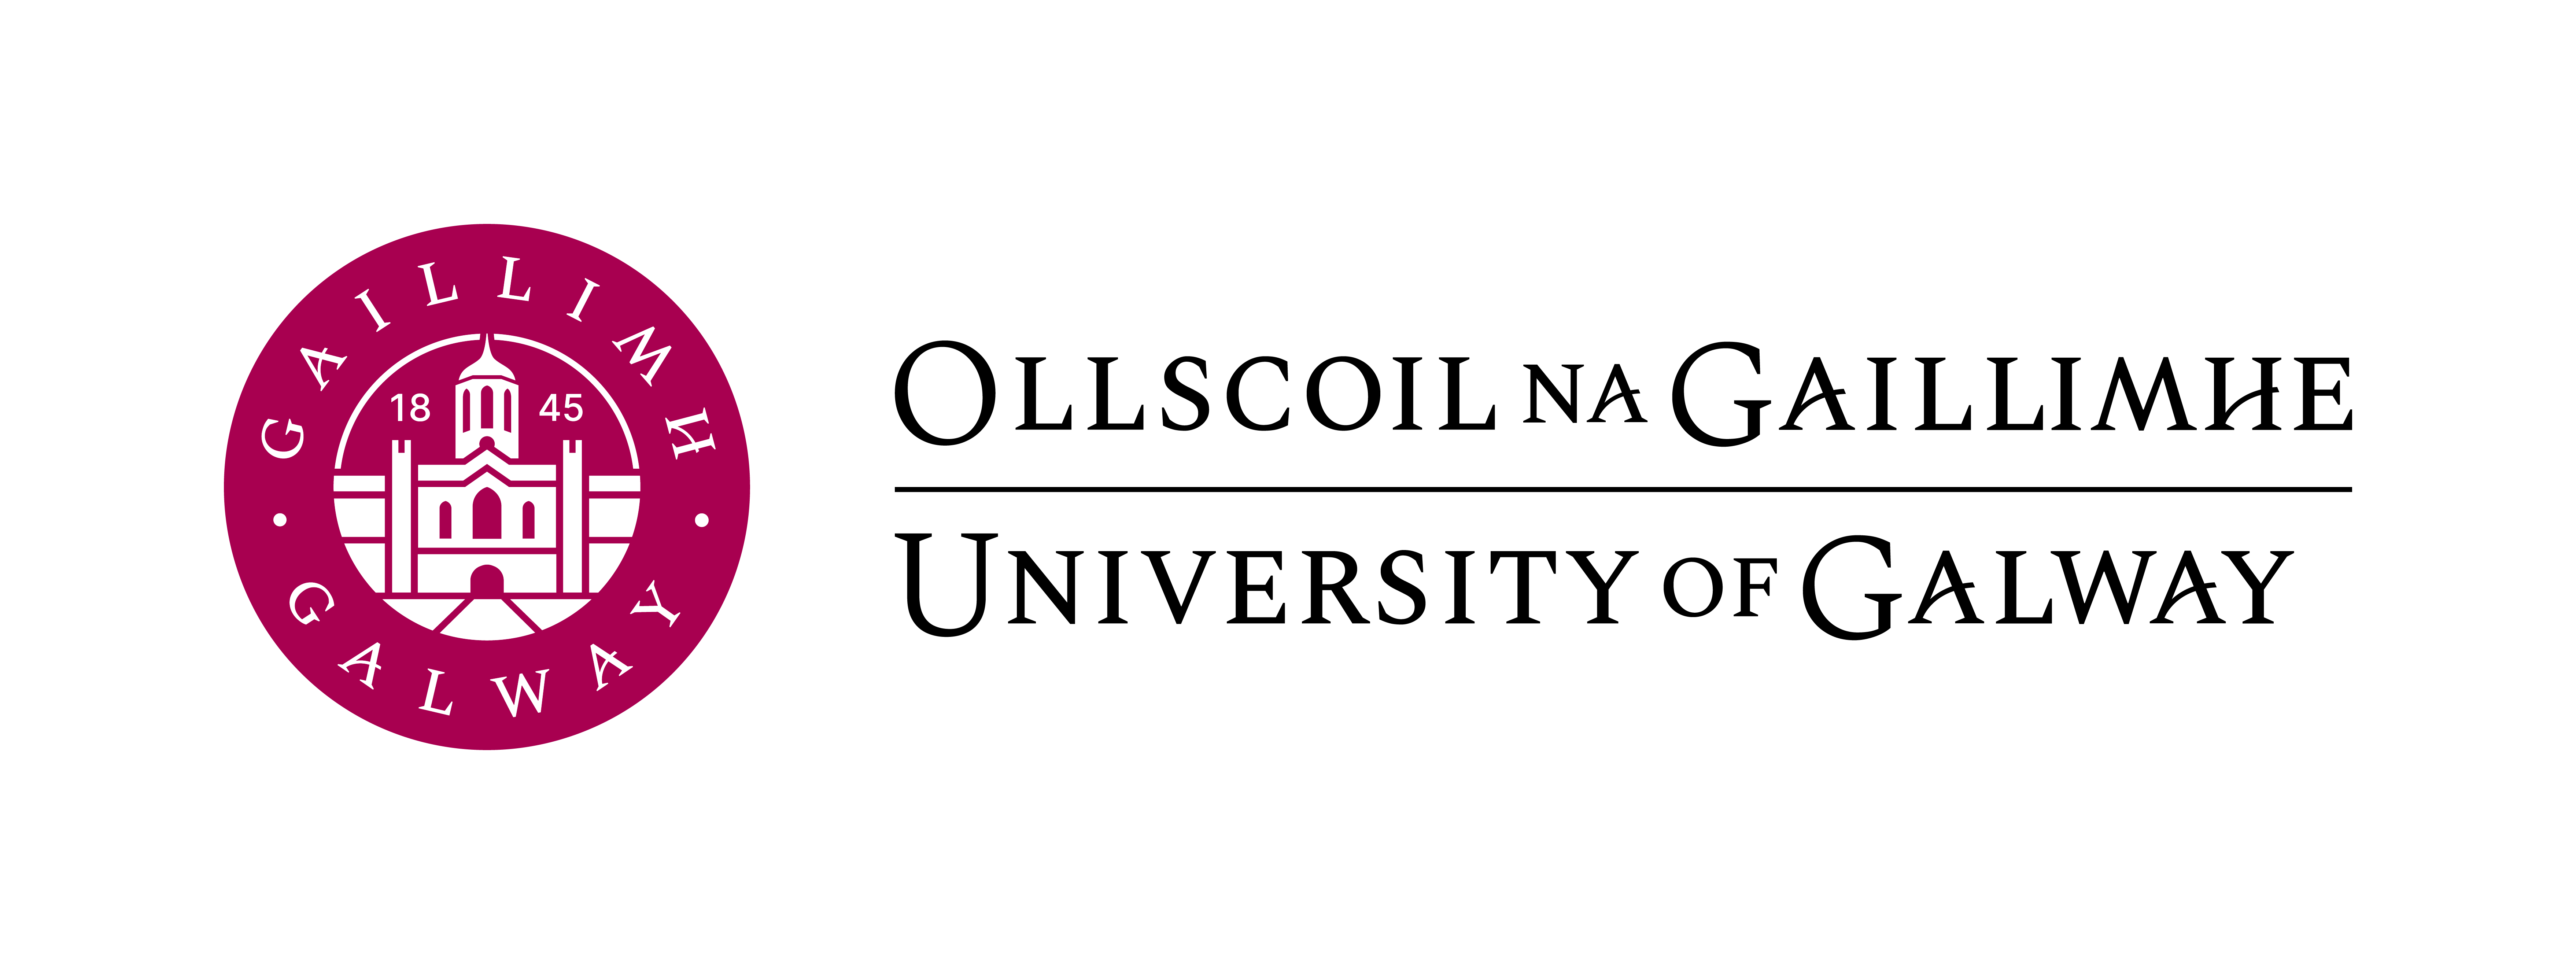 GAILLIMH
18 45
GALWAY
OLLSCOIL NA GAILLIMHE
UNIVERSITY OF GALWAY